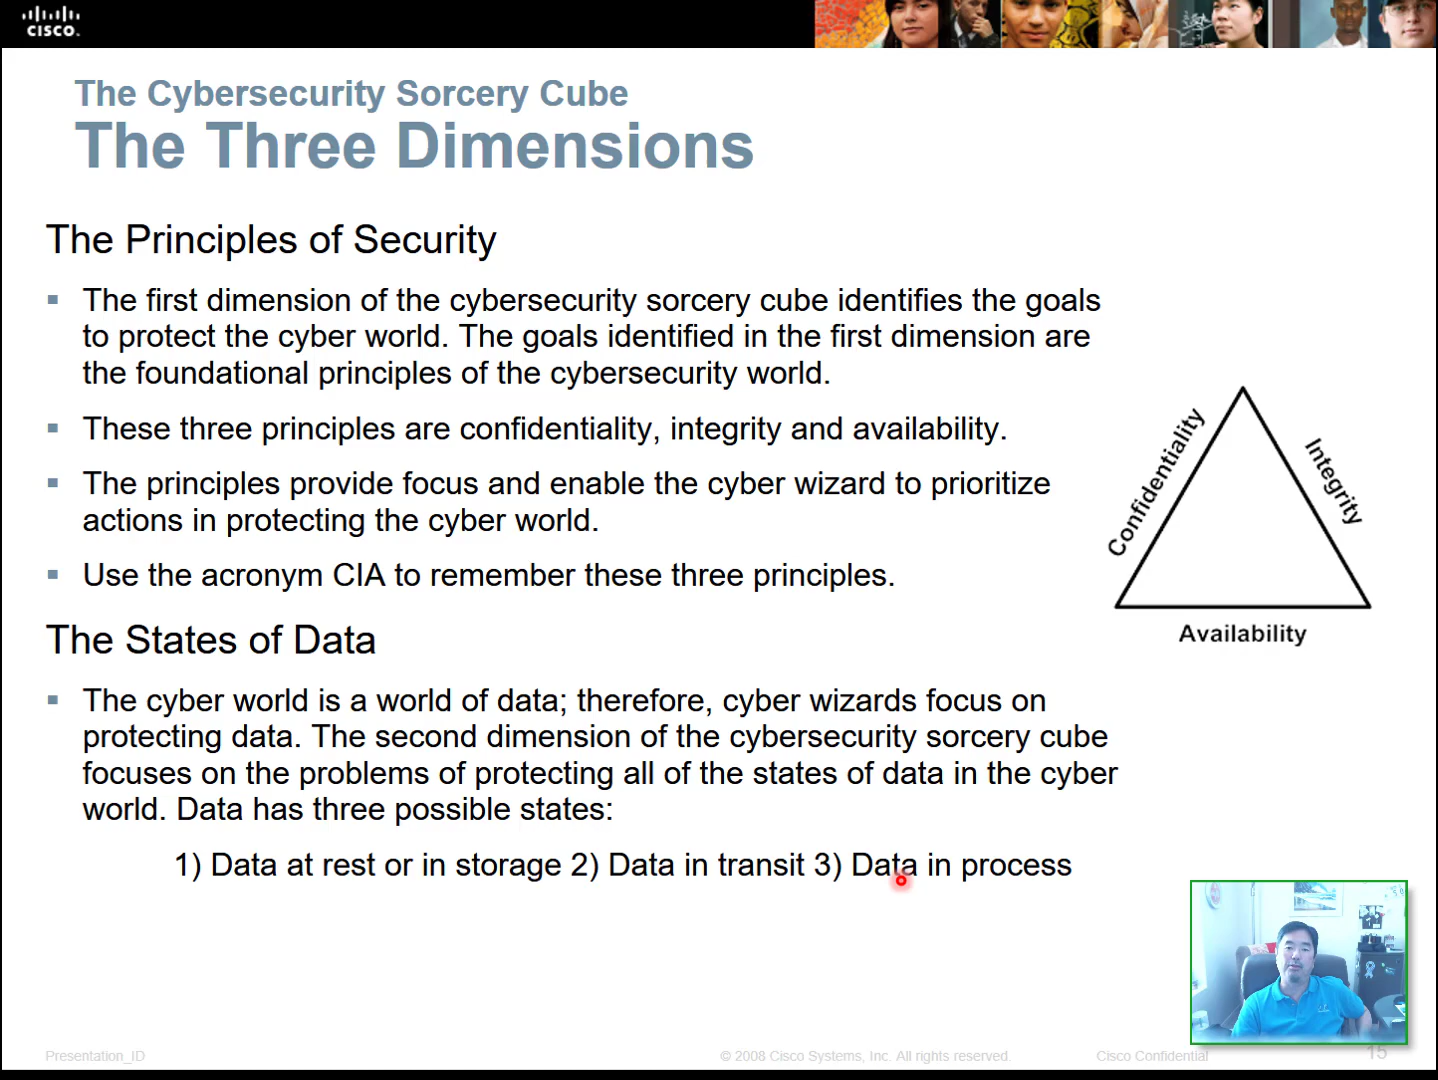 CISCO.
The Cybersecurity Sorcery Cube
The Three Dimensions
The Principles of Security
The first dimension of the cybersecurity sorcery cube identifies the goals
to protect the cyber world. The goals identified in the first dimension are
the foundational principles of the cybersecurity world.
These three principles are confidentiality, integrity and availability.
The principles provide focus and enable the cyber wizard to prioritize
actions in protecting the cyber world.
Use the acronym CIA to remember these three principles.
Confidentiality
Integrity
Availability
The States of Data
The cyber world is a world of data; therefore, cyber wizards focus on
protecting data. The second dimension of the cybersecurity sorcery cube
focuses on the problems of protecting all of the states of data in the cyber
world. Data has three possible states:
1) Data at rest or in storage 2) Data in transit 3) Data in process
Presentation_ID
© 2008 Cisco Systems, Inc. All rights reserved.
Cisco Confidential
15